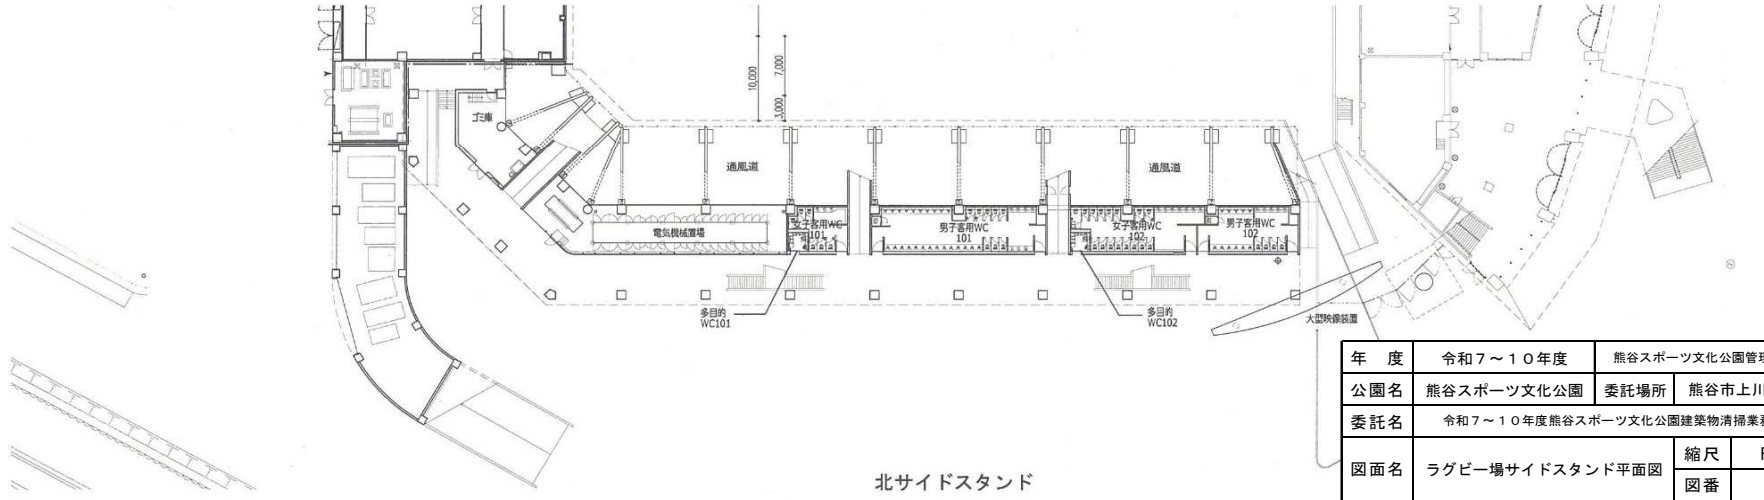 10,000
7,000
3,000
ゴミ庫
通風道
通風道
電気機械置場
女子客用WC
101
男子客用WC
101
女子客用WC
102
男子客用WC
102
多目的
WC101
多目的
WC102
大型映像装置
北サイドスタンド
年 度 令和7~10年度 熊谷スポーツ文化公園管理
公園名 熊谷スポーツ文化公園 委託場所 熊谷市上川
委託名 令和7~10年度熊谷スポーツ文化公園建築物清掃業務
図面名 ラグビー場サイドスタンド平面図 縮尺
図番